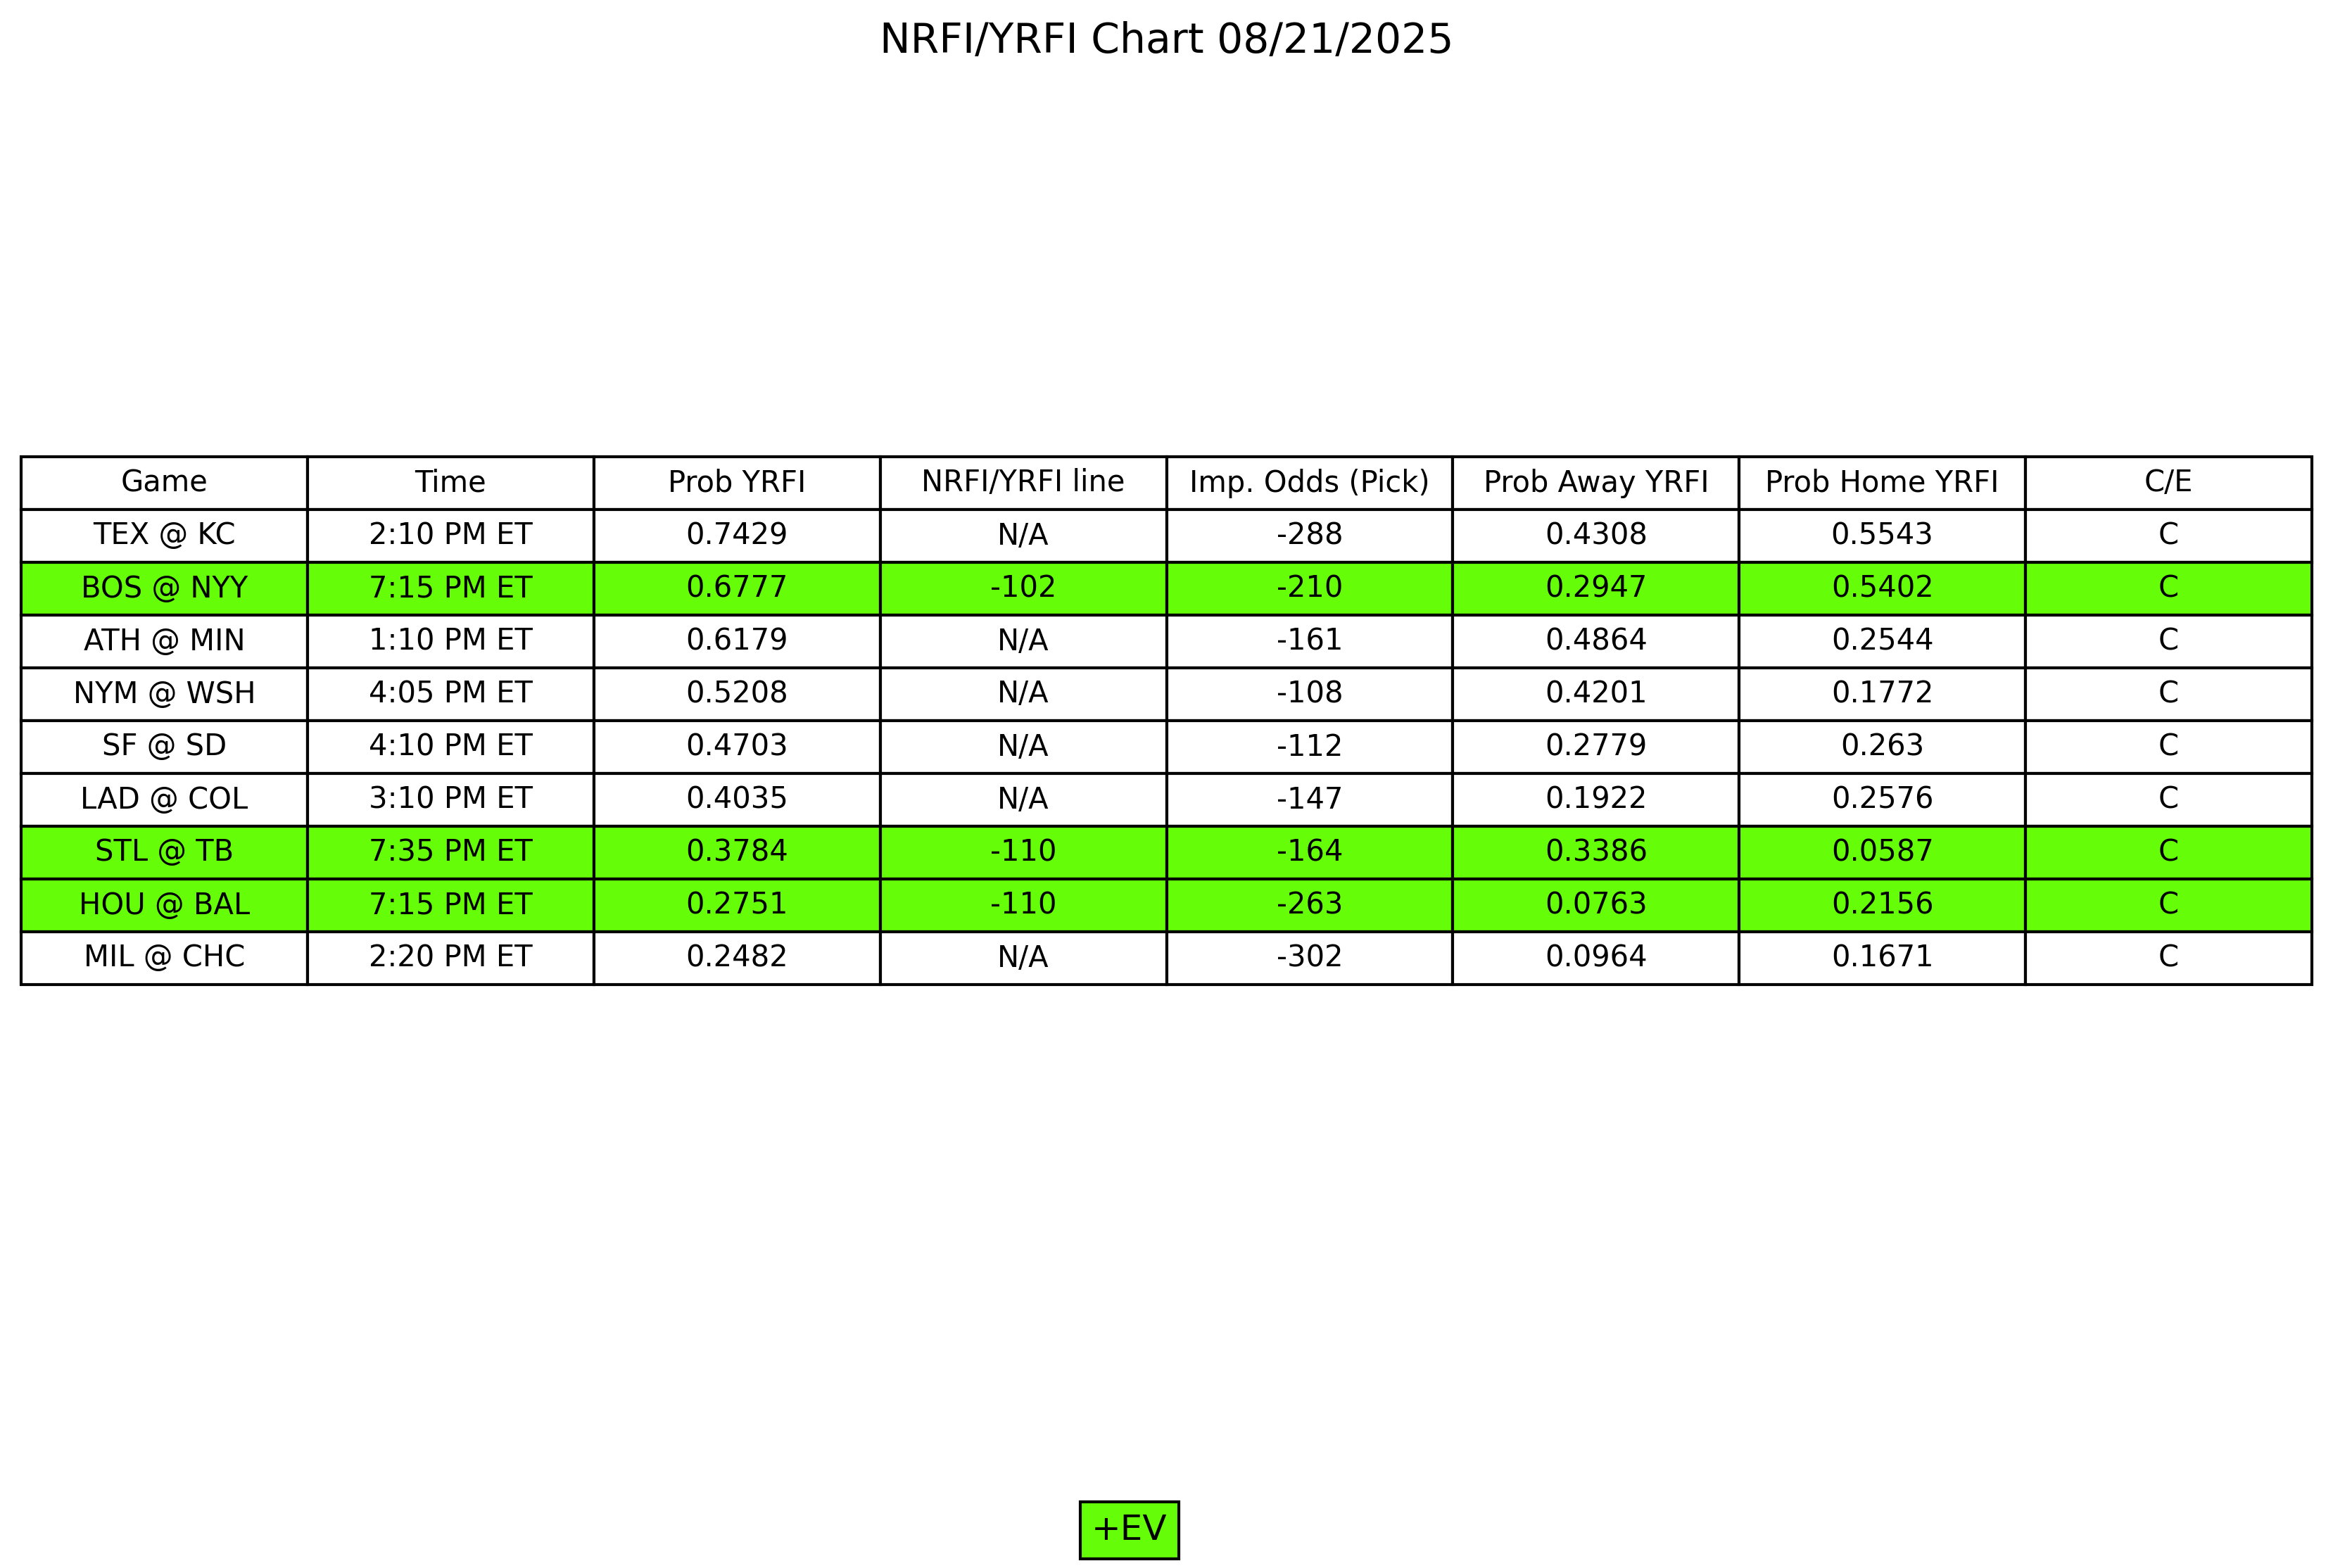 NRFI/YRFI Chart 08/21/2025
Game Time Prob YRFI NRFI/YRFI line Imp. Odds (Pick) Prob Away YRFI Prob Home YRFI C/E
TEX @ KC 2:10 PM ET 0.7429 N/A -288 0.4308 0.5543 C
BOS @ NYY 7:15 PM ET 0.6777 -102 -210 0.2947 0.5402 C
ATH @ MIN 1:10 PM ET 0.6179 N/A -161 0.4864 0.2544 C
NYM @ WSH 4:05 PM ET 0.5208 N/A -108 0.4201 0.1772 C
SF @ SD 4:10 PM ET 0.4703 N/A -112 0.2779 0.263 C
LAD @ COL 3:10 PM ET 0.4035 N/A -147 0.1922 0.2576 C
STL @ TB 7:35 PM ET 0.3784 -110 -164 0.3386 0.0587 C
HOU @ BAL 7:15 PM ET 0.2751 -110 -263 0.0763 0.2156 C
MIL @ CHC 2:20 PM ET 0.2482 N/A -302 0.0964 0.1671 C
+EV